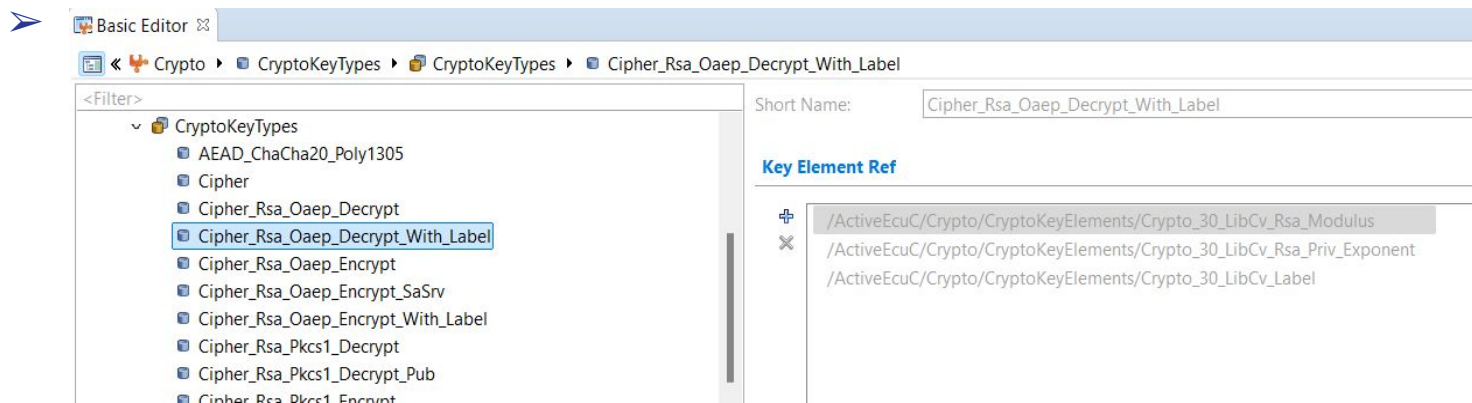 Basic Editor
Crypto CryptoKeyTypes CryptoKeyTypes Cipher_Rsa_Oaep_Decrypt_With_Label
<Filter>
CryptoKeyTypes
AEAD_ChaCha20_Poly1305
Cipher
Cipher_Rsa_Oaep_Decrypt
Cipher_Rsa_Oaep_Decrypt_With_Label
Cipher_Rsa_Oaep_Encrypt
Cipher_Rsa_Oaep_Encrypt_SaSrv
Cipher_Rsa_Oaep_Encrypt_With_Label
Cipher_Rsa_Pkcs1_Decrypt
Cipher_Rsa_Pkcs1_Decrypt_Pub
Cipher_Rsa_Pkcs1_Encrypt
Short Name: Cipher_Rsa_Oaep_Decrypt_With_Label
Key Element Ref
/ActiveEcuC/Crypto/CryptoKeyElements/Crypto_30_LibCv_Rsa_Modulus
/ActiveEcuC/Crypto/CryptoKeyElements/Crypto_30_LibCv_Rsa_Priv_Exponent
/ActiveEcuC/Crypto/CryptoKeyElements/Crypto_30_LibCv_Label